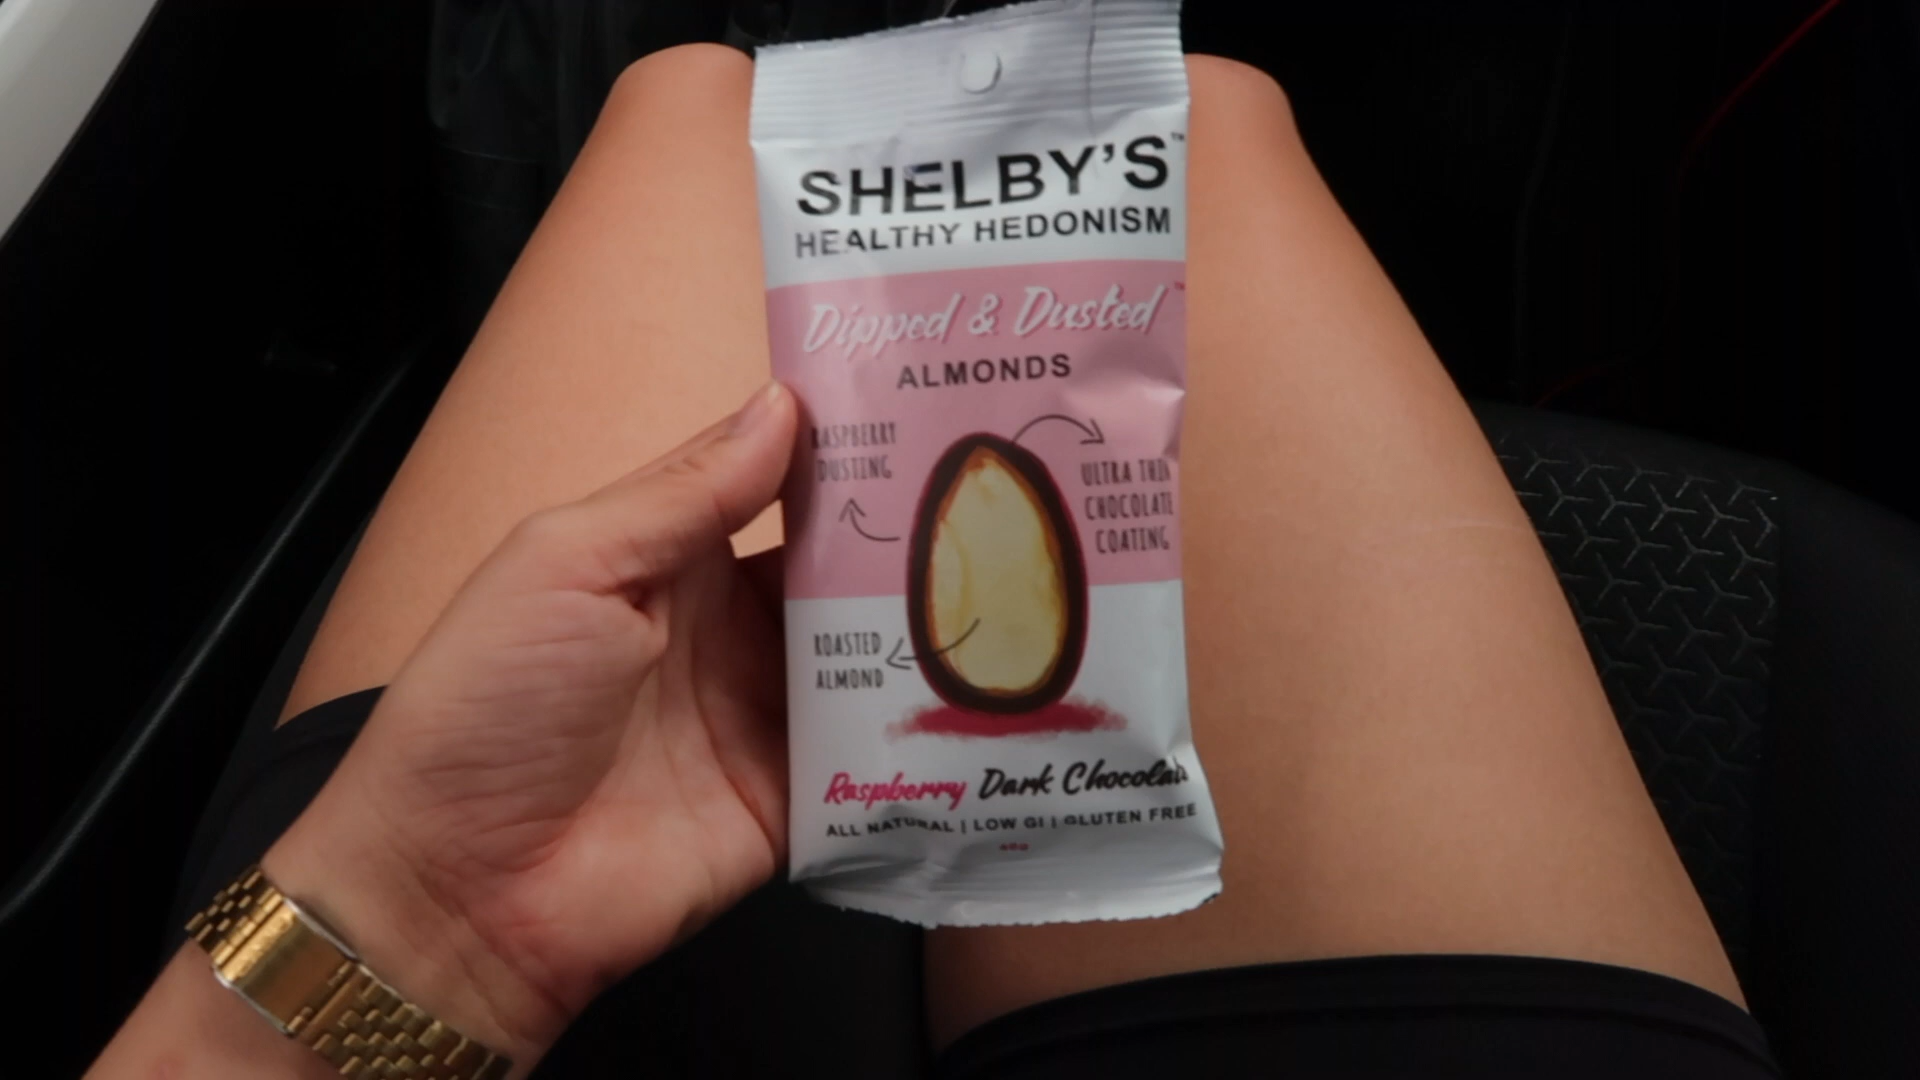 SHELBY'S™
HEALTHY HEDONISM
Dipped & Dusted™
ALMONDS
RASPBERRY
DUSTING
ULTRA THIN
CHOCOLATE
COATING
ROASTED
ALMOND
Raspberry Dark Chocolate
ALL NATURAL | LOW GI | GLUTEN FREE